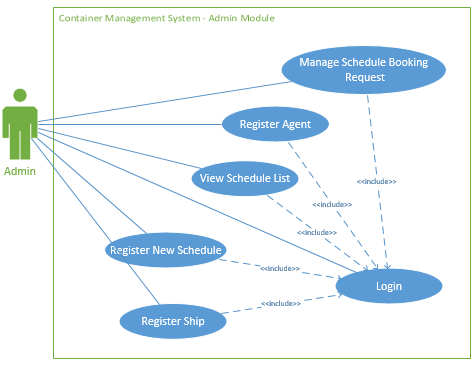 Container Management System - Admin Module
Manage Schedule Booking
Request
Register Agent
Admin
View Schedule List
<<include>>
<<include>>
<<include>>
Register New Schedule
<<include>>
Login
<<include>>
Register Ship